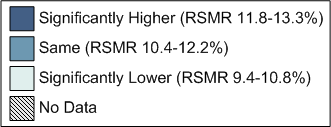 Significantly Higher (RSMR 11.8-13.3%)
Same (RSMR 10.4-12.2%)
Significantly Lower (RSMR 9.4-10.8%)
No Data